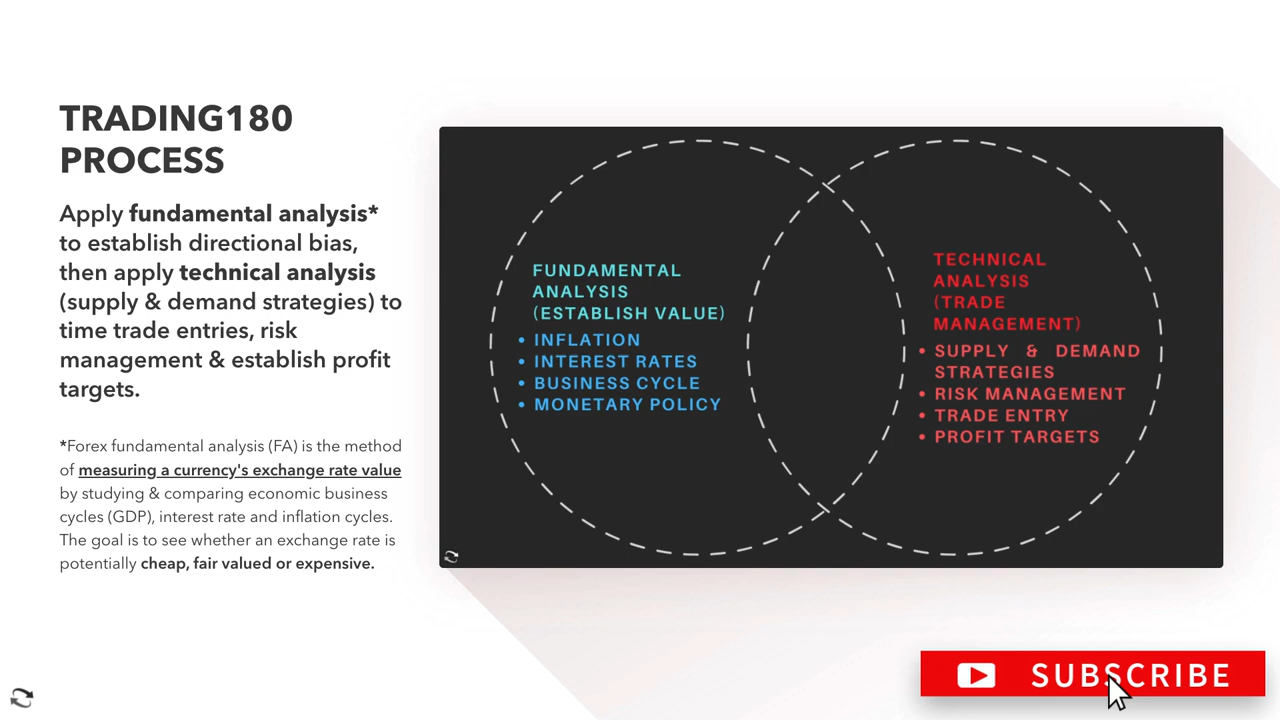 TRADING180
PROCESS
Apply fundamental analysis*
to establish directional bias,
then apply technical analysis
(supply & demand strategies) to
time trade entries, risk
management & establish profit
targets.
*Forex fundamental analysis (FA) is the method
of measuring a currency's exchange rate value
by studying & comparing economic business
cycles (GDP), interest rate and inflation cycles.
The goal is to see whether an exchange rate is
potentially cheap, fair valued or expensive.
FUNDAMENTAL
ANALYSIS
(ESTABLISH VALUE)
• INFLATION
• INTEREST RATES
• BUSINESS CYCLE
• MONETARY POLICY
TECHNICAL
ANALYSIS
(TRADE
MANAGEMENT)
• SUPPLY & DEMAND
STRATEGIES
• RISK MANAGEMENT
• TRADE ENTRY
• PROFIT TARGETS
SUBSCRIBE